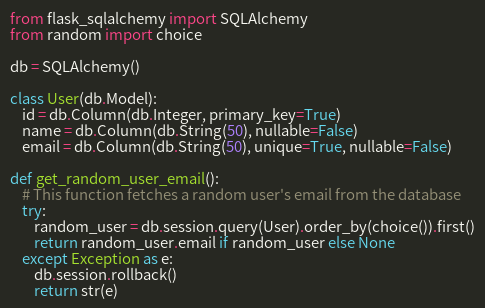 from flask_sqlalchemy import SQLAlchemy
from random import choice

db = SQLAlchemy()

class User(db.Model):
    id = db.Column(db.Integer, primary_key=True)
    name = db.Column(db.String(50), nullable=False)
    email = db.Column(db.String(50), unique=True, nullable=False)

def get_random_user_email():
    # This function fetches a random user's email from the database
    try:
        random_user = db.session.query(User).order_by(choice()).first()
        return random_user.email if random_user else None
    except Exception as e:
        db.session.rollback()
        return str(e)